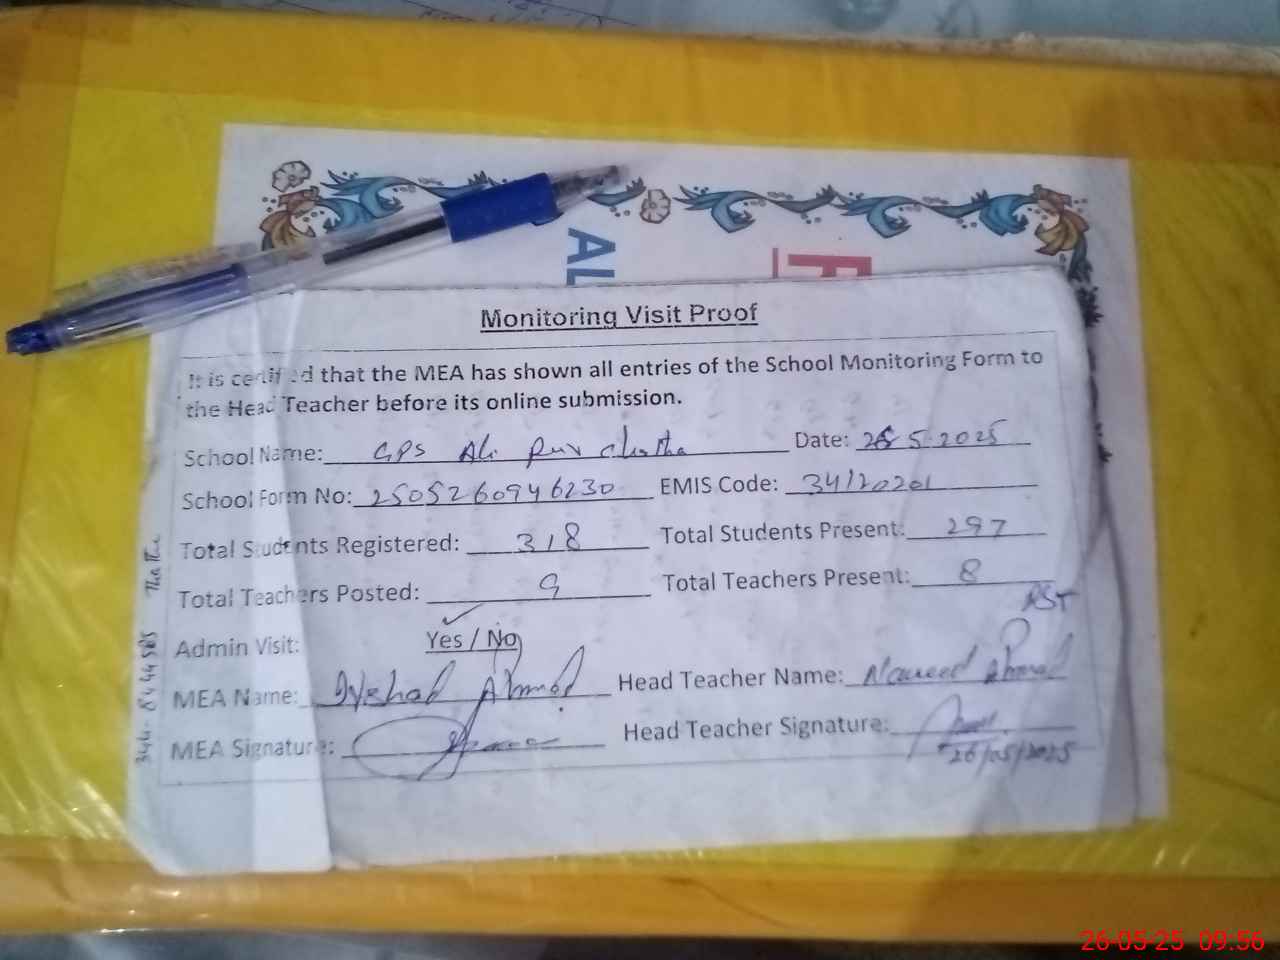 AL
F
Monitoring Visit Proof
It is certified that the MEA has shown all entries of the School Monitoring Form to
the Head Teacher before its online submission.
School Name: GPS Ali Pur Chatha Date: 26 5.2025
School Form No: 2505260946230 EMIS Code: 34120201
Total Students Registered: 318 Total Students Present: 297
Total Teachers Posted: 9 Total Teachers Present: 8
RST
Admin Visit: Yes / No
MEA Name: Ahmad Head Teacher Name: Naveed Ahmad
MEA Signature: Head Teacher Signature:
26/05/2025
26-05-25 09:56